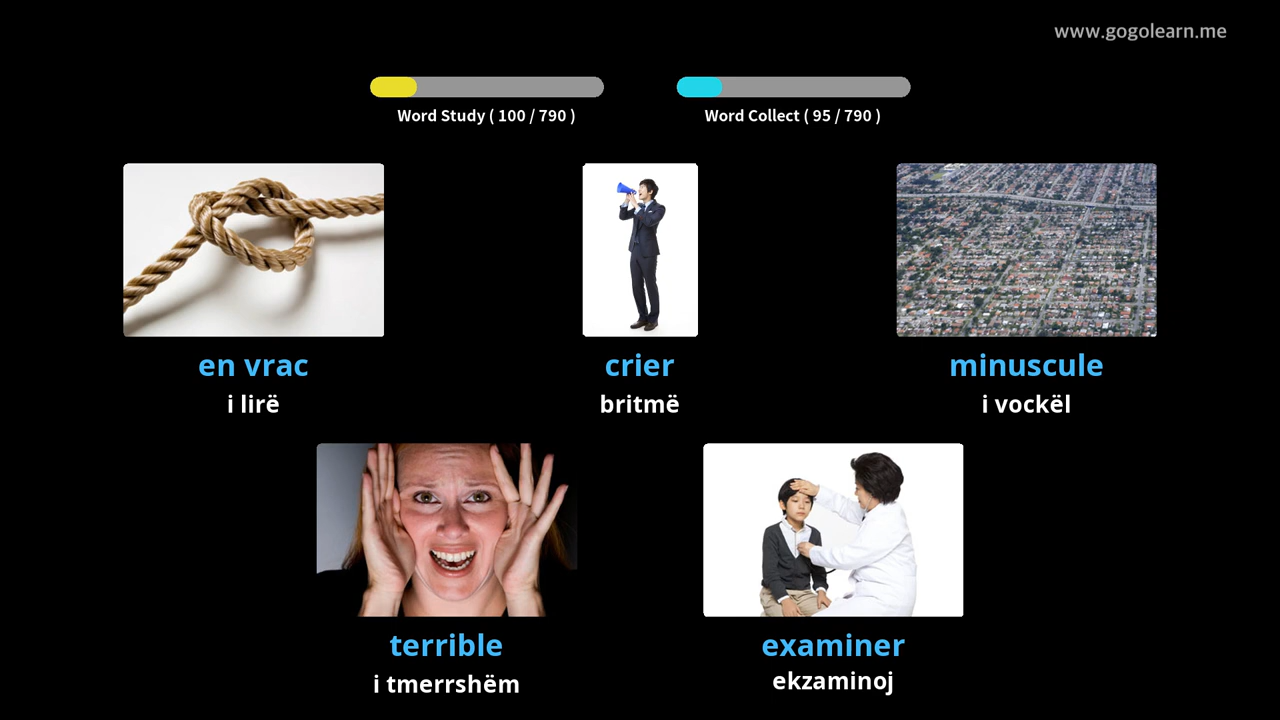 www.gogolearn.me
Word Study ( 100 / 790 )
Word Collect ( 95 / 790 )
en vrac
i lirë
crier
britmë
minuscule
i vockël
terrible
i tmerrshëm
examiner
ekzaminoj